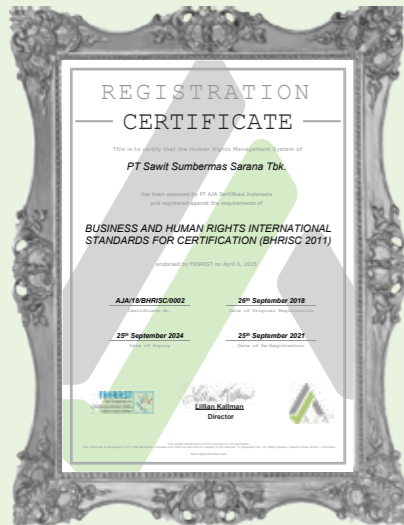 REGISTRATION
CERTIFICATE
This is to certify that the Human Rights Management System of
PT Sawit Sumbermas Sarana Tbk.
has been assessed by PT AJA Sertifikasi Indonesia
and registered against the requirements of
BUSINESS AND HUMAN RIGHTS INTERNATIONAL
STANDARDS FOR CERTIFICATION (BHRISC 2011)
endorsed by FIHRRST on April 6, 2015
AJA/18/BHRISC/0002 26th September 2018
Certificate No. Date of Original Registration
25th September 2024 25th September 2021
Date of Expiry Date of Re-Registration
FIHRRST
Lillian Kallman
Director